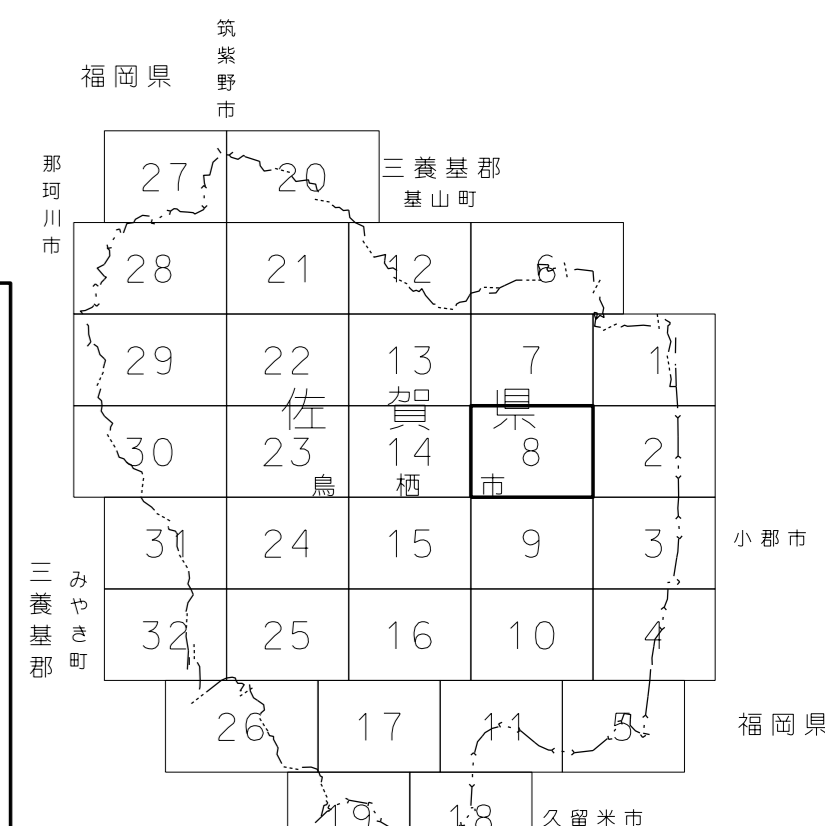 筑紫野市
福岡県
那珂川市
三養基郡
基山町
27 20
28 21 12 6
29 22 13 7 1
佐賀県
30 23 14 8 2
鳥栖市
31 24 15 9 3
小郡市
三養基郡
みやき町
32 25 16 10 4
26 17 11 5
福岡県
19 18
久留米市